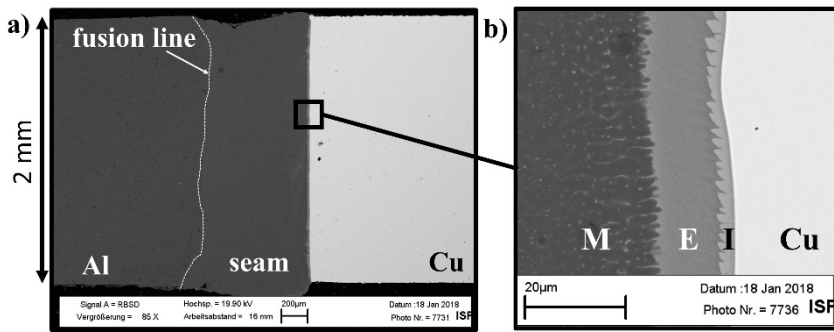 a)
fusion line
2 mm
Al
seam
Cu
Signal A = RBSD
Hochsp. = 19.90 kV
Datum :18 Jan 2018
Vergrößerung = 85 X
Arbeitsabstand = 16 mm
200µm
Photo Nr. = 7731
ISF
b)
M
E
I
Cu
20µm
Datum :18 Jan 2018
Photo Nr. = 7736
ISF